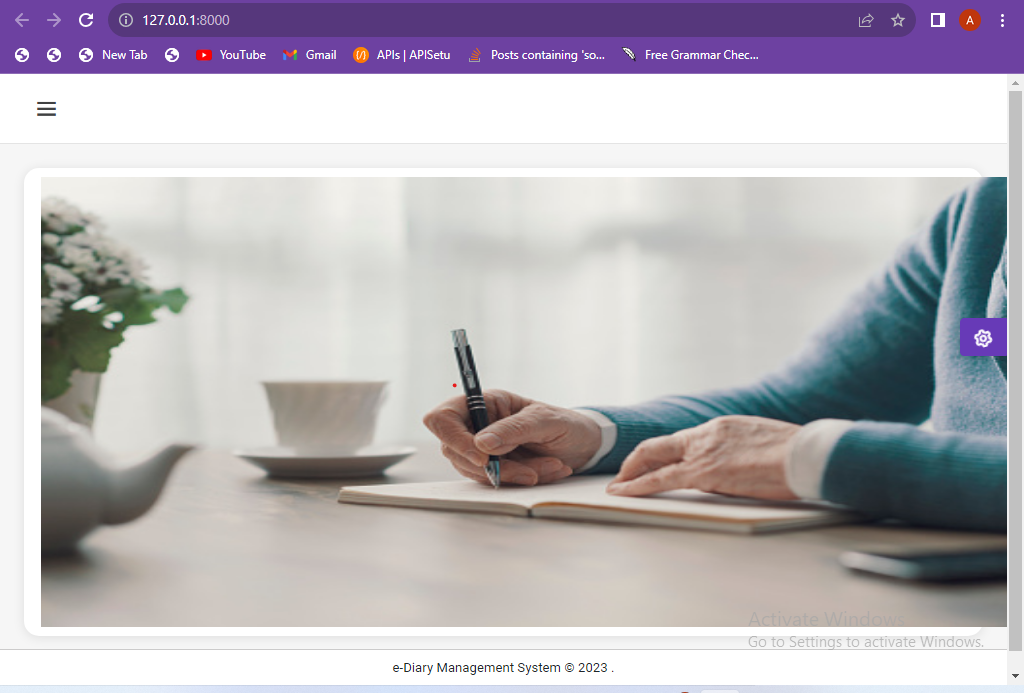 127.0.0.1:8000
A
New Tab
YouTube
Gmail
APIs | APISetu
Posts containing 'so...
Free Grammar Chec...
Activate Windows
Go to Settings to activate Windows.
e-Diary Management System © 2023 .